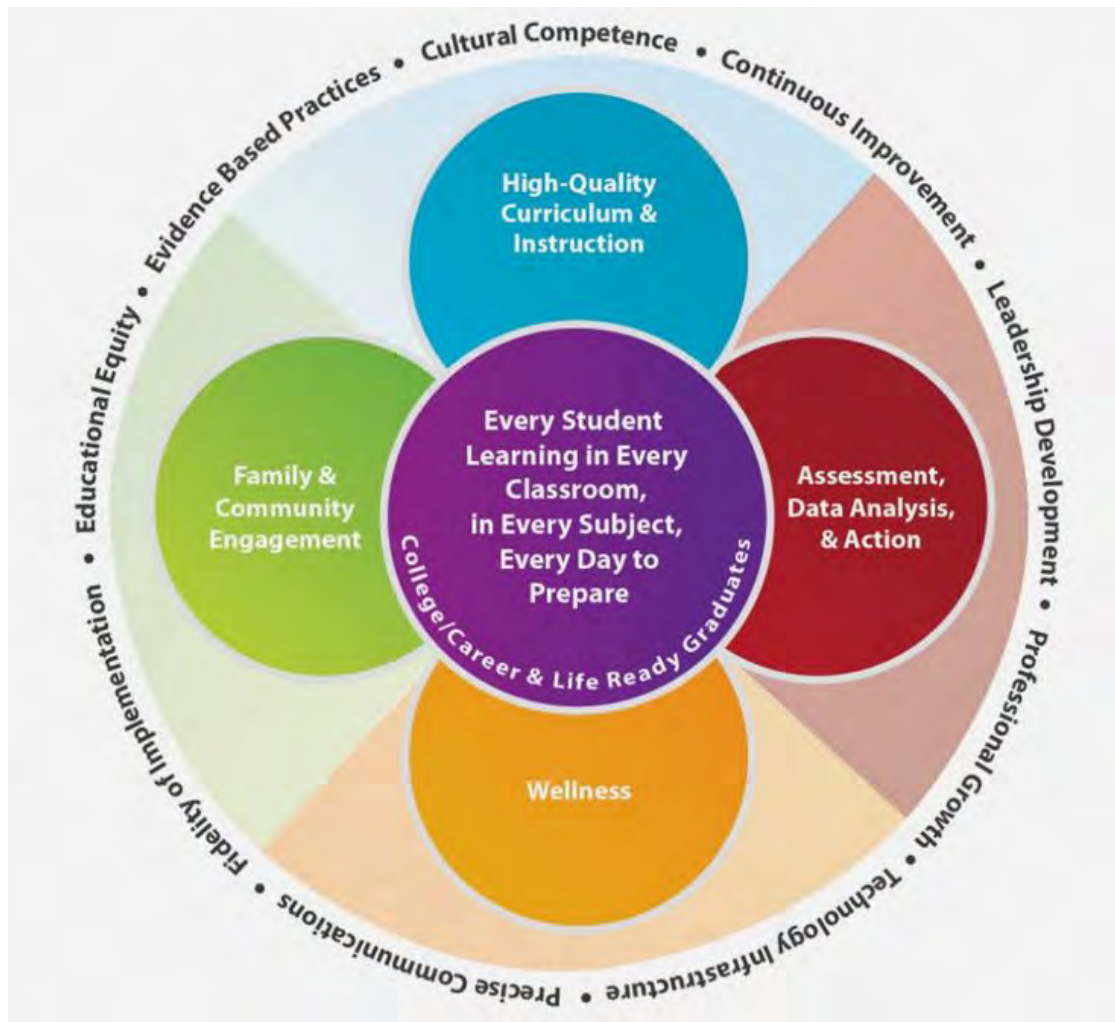 Cultural Competence • Continuous Improvement • Leadership Development • Professional Growth • Technology Infrastructure • Precise Communications • Fidelity of Implementation • Educational Equity • Evidence Based Practices •
High-Quality
Curriculum &
Instruction
Family &
Community
Engagement
Every Student
Learning in Every
Classroom,
in Every Subject,
Every Day to
Prepare
College/Career & Life Ready Graduates
Assessment,
Data Analysis,
& Action
Wellness